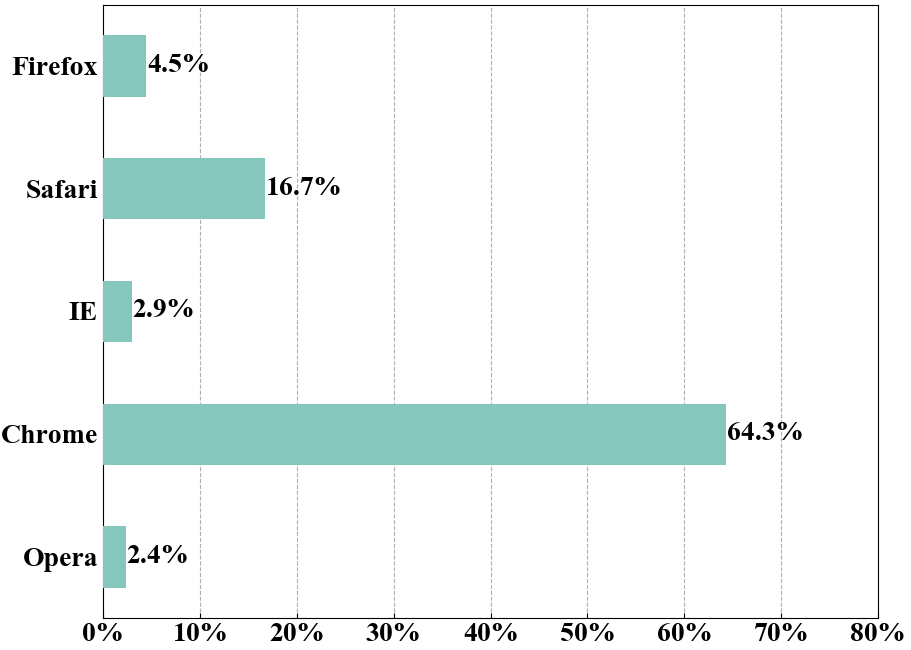 Firefox 4.5%
Safari 16.7%
IE 2.9%
Chrome 64.3%
Opera 2.4%
0% 10% 20% 30% 40% 50% 60% 70% 80%